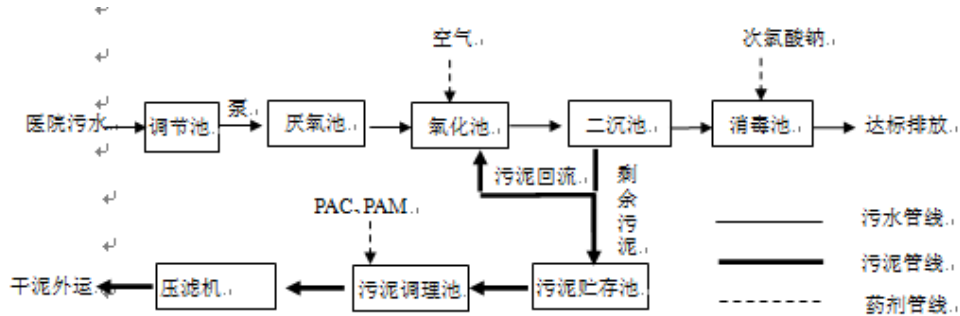 空气
次氯酸钠
医院污水
调节池
泵
厌氧池
氧化池
二沉池
消毒池
达标排放
污泥回流
剩余污泥
PAC、PAM
污水管线
污泥管线
药剂管线
干泥外运
压滤机
污泥调理池
污泥贮存池